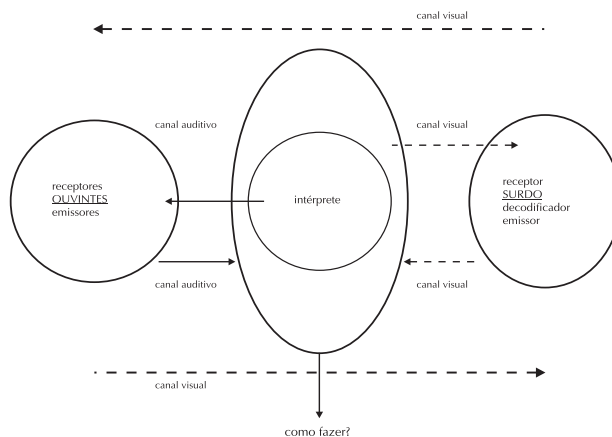 canal visual
canal auditivo
canal visual
receptores
OUVINTES
emissores
intérprete
receptor
SURDO
decodificador
emissor
canal auditivo
canal visual
canal visual
como fazer?